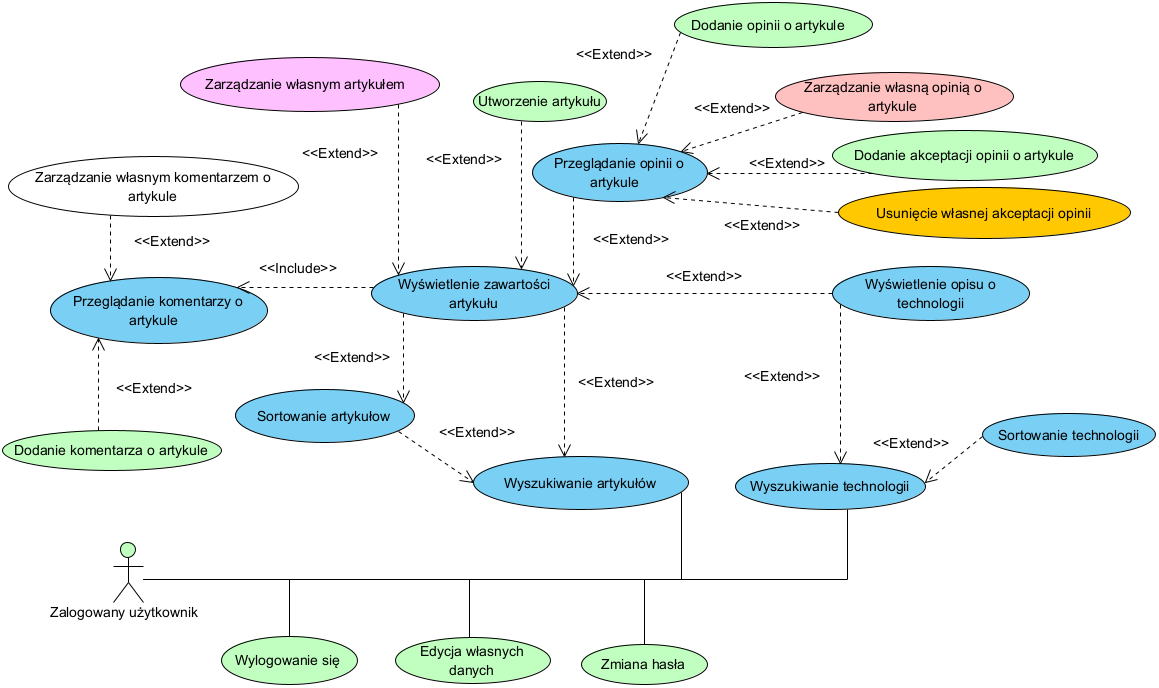 Dodanie opinii o artykule
<<Extend>>
Zarządzanie własnym artykułem
Utworzenie artykułu
Zarządzanie własną opinią o
artykule
<<Extend>>
<<Extend>>
<<Extend>>
Przeglądanie opinii o
artykule
<<Extend>>
Dodanie akceptacji opinii o artykule
Zarządzanie własnym komentarzem o
artykule
Usunięcie własnej akceptacji opinii
<<Extend>>
<<Extend>>
<<Extend>>
<<Include>>
<<Extend>>
Przeglądanie komentarzy o
artykule
Wyświetlenie zawartości
artykułu
Wyświetlenie opisu o
technologii
<<Extend>>
<<Extend>>
<<Extend>>
<<Extend>>
Sortowanie artykułow
<<Extend>>
<<Extend>>
Sortowanie technologii
Dodanie komentarza o artykule
Wyszukiwanie artykułów
Wyszukiwanie technologii
Zalogowany użytkownik
Wylogowanie się
Edycja własnych
danych
Zmiana hasła